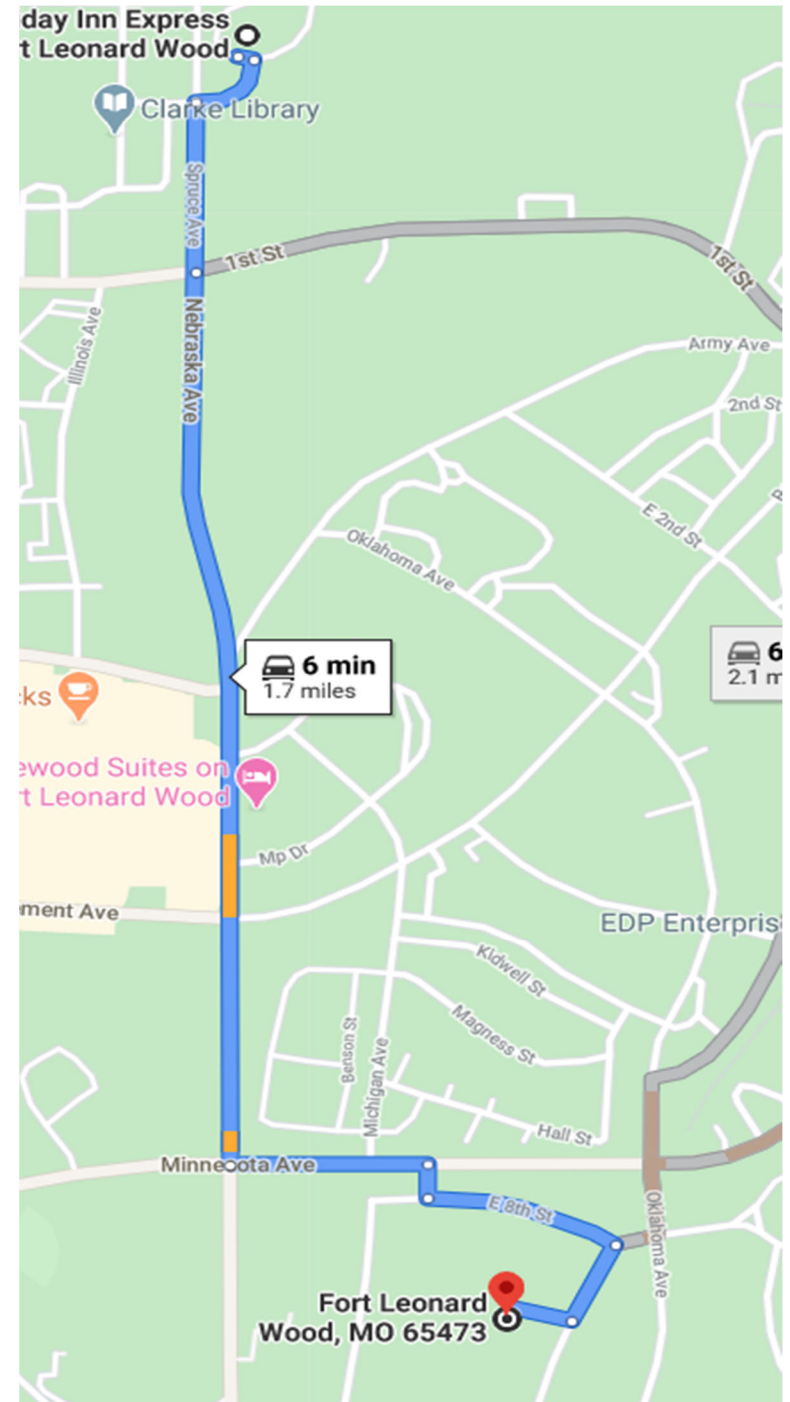 day Inn Express
t Leonard Wood
Clarke Library
Spruce Ave
1st St
1st St
Nebraska Ave
Illinois Ave
Army Ave
2nd St
E 2nd St
Oklahoma Ave
6 min
1.7 miles
6
2.1 m
ks
ewood Suites on
rt Leonard Wood
Mp Dr
ment Ave
EDP Enterpris
Kidwell St
Benson St
Magness St
Michigan Ave
Hall St
Minnesota Ave
E 8th St
Oklahoma Ave
Fort Leonard
Wood, MO 65473